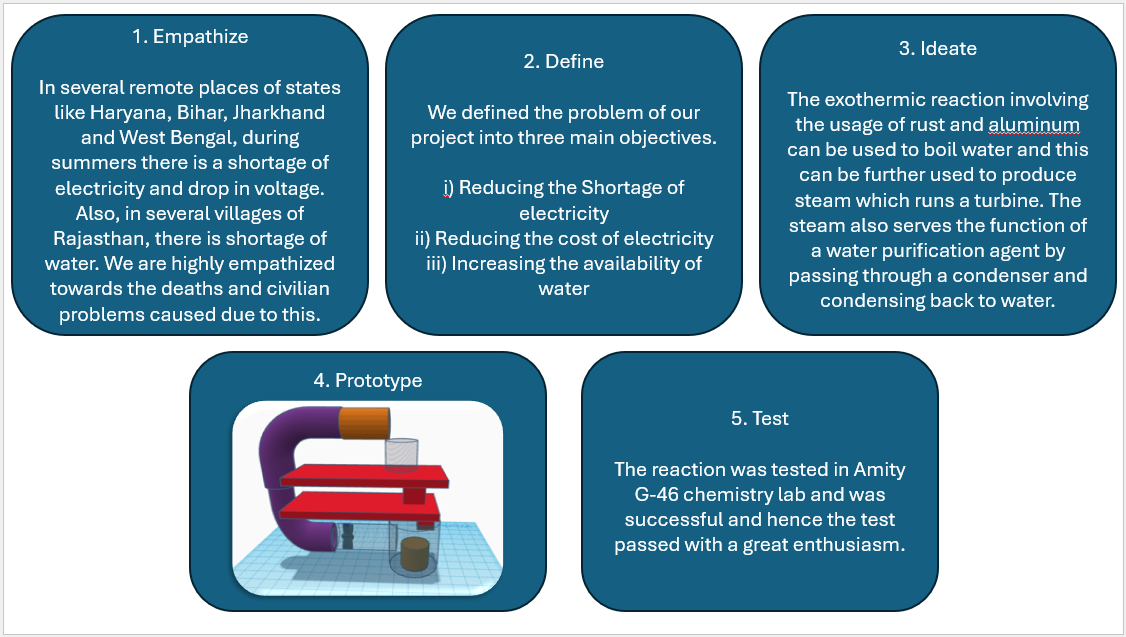 1. Empathize
In several remote places of states
like Haryana, Bihar, Jharkhand
and West Bengal, during
summers there is a shortage of
electricity and drop in voltage.
Also, in several villages of
Rajasthan, there is shortage of
water. We are highly empathized
towards the deaths and civilian
problems caused due to this.
2. Define
We defined the problem of our
project into three main objectives.
i) Reducing the Shortage of
electricity
ii) Reducing the cost of electricity
iii) Increasing the availability of
water
3. Ideate
The exothermic reaction involving
the usage of rust and aluminum
can be used to boil water and this
can be further used to produce
steam which runs a turbine. The
steam also serves the function of
a water purification agent by
passing through a condenser and
condensing back to water.
4. Prototype
5. Test
The reaction was tested in Amity
G-46 chemistry lab and was
successful and hence the test
passed with a great enthusiasm.